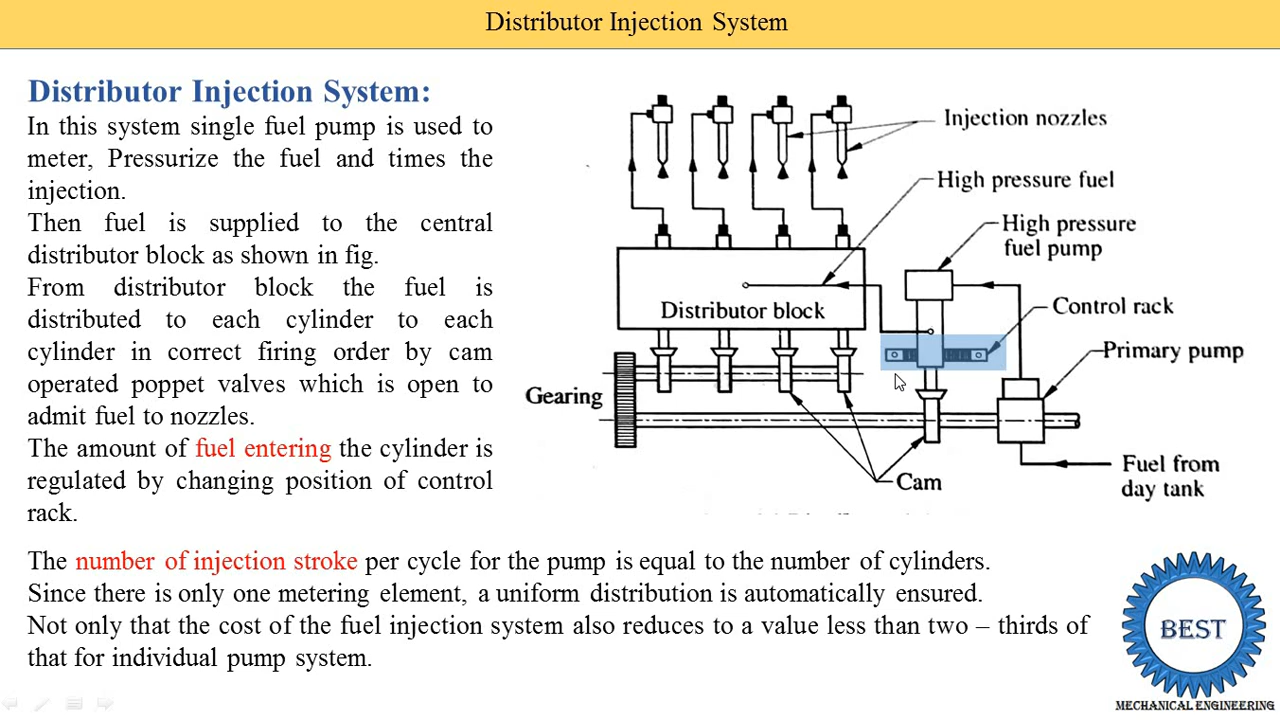 Distributor Injection System
Distributor Injection System:
In this system single fuel pump is used to
meter, Pressurize the fuel and times the
injection.
Then fuel is supplied to the central
distributor block as shown in fig.
From distributor block the fuel is
distributed to each cylinder to each
cylinder in correct firing order by cam
operated poppet valves which is open to
admit fuel to nozzles.
The amount of fuel entering the cylinder is
regulated by changing position of control
rack.
Injection nozzles
High pressure fuel
High pressure
fuel pump
Distributor block
Control rack
Primary pump
Gearing
Cam
Fuel from
day tank
The number of injection stroke per cycle for the pump is equal to the number of cylinders.
Since there is only one metering element, a uniform distribution is automatically ensured.
Not only that the cost of the fuel injection system also reduces to a value less than two – thirds of
that for individual pump system.
BEST
MECHANICAL ENGINEERING